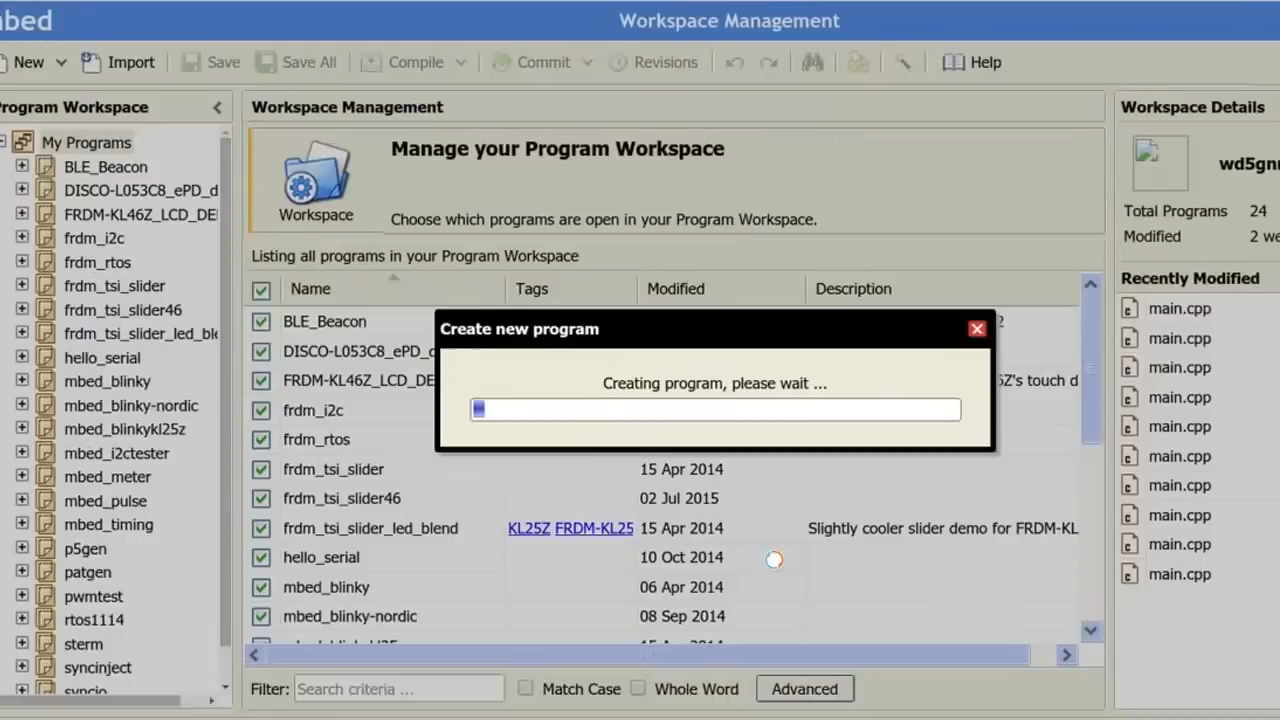 mbed
Workspace Management
New Import Save Save All Compile Commit Revisions Help
Program Workspace
My Programs
BLE_Beacon
DISCO-L053C8_ePD_d
FRDM-KL46Z_LCD_DE
frdm_i2c
frdm_rtos
frdm_tsi_slider
frdm_tsi_slider46
frdm_tsi_slider_led_ble
hello_serial
mbed_blinky
mbed_blinky-nordic
mbed_blinkykl25z
mbed_i2ctester
mbed_meter
mbed_pulse
mbed_timing
p5gen
patgen
pwmtest
rtos1114
sterm
syncinject
syncio
Workspace Management
Workspace
Manage your Program Workspace
Choose which programs are open in your Program Workspace.
Listing all programs in your Program Workspace
Name Tags Modified Description
BLE_Beacon
DISCO-L053C8_ePD_d
FRDM-KL46Z_LCD_DE 6Z's touch d
frdm_i2c
frdm_rtos
frdm_tsi_slider 15 Apr 2014
frdm_tsi_slider46 02 Jul 2015
frdm_tsi_slider_led_blend KL25Z FRDM-KL25 15 Apr 2014 Slightly cooler slider demo for FRDM-KL
hello_serial 10 Oct 2014
mbed_blinky 06 Apr 2014
mbed_blinky-nordic 08 Sep 2014
Create new program
Creating program, please wait ...
Filter: Search criteria ... Match Case Whole Word Advanced
Workspace Details
wd5gnr
Total Programs 24
Modified 2 we
Recently Modified
main.cpp
main.cpp
main.cpp
main.cpp
main.cpp
main.cpp
main.cpp
main.cpp
main.cpp
main.cpp